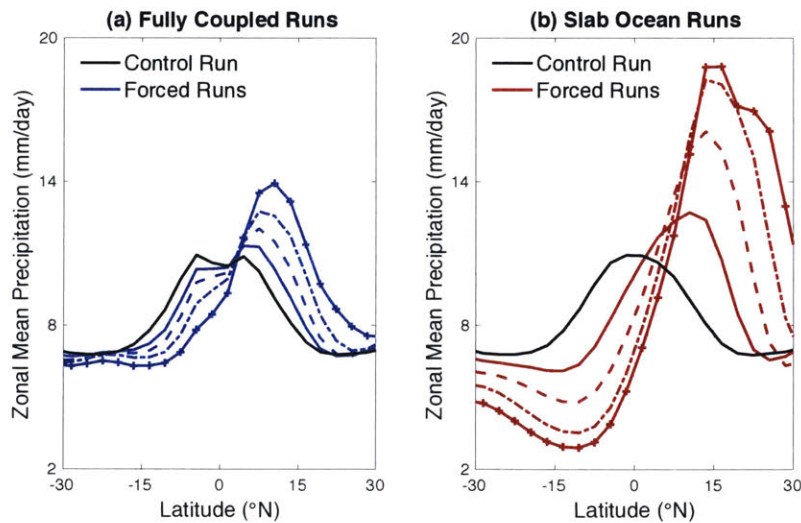 (a) Fully Coupled Runs
20
14
8
2
Zonal Mean Precipitation (mm/day)
Control Run
Forced Runs
-30
-15
0
15
30
Latitude (°N)
(b) Slab Ocean Runs
20
14
8
2
Zonal Mean Precipitation (mm/day)
Control Run
Forced Runs
-30
-15
0
15
30
Latitude (°N)